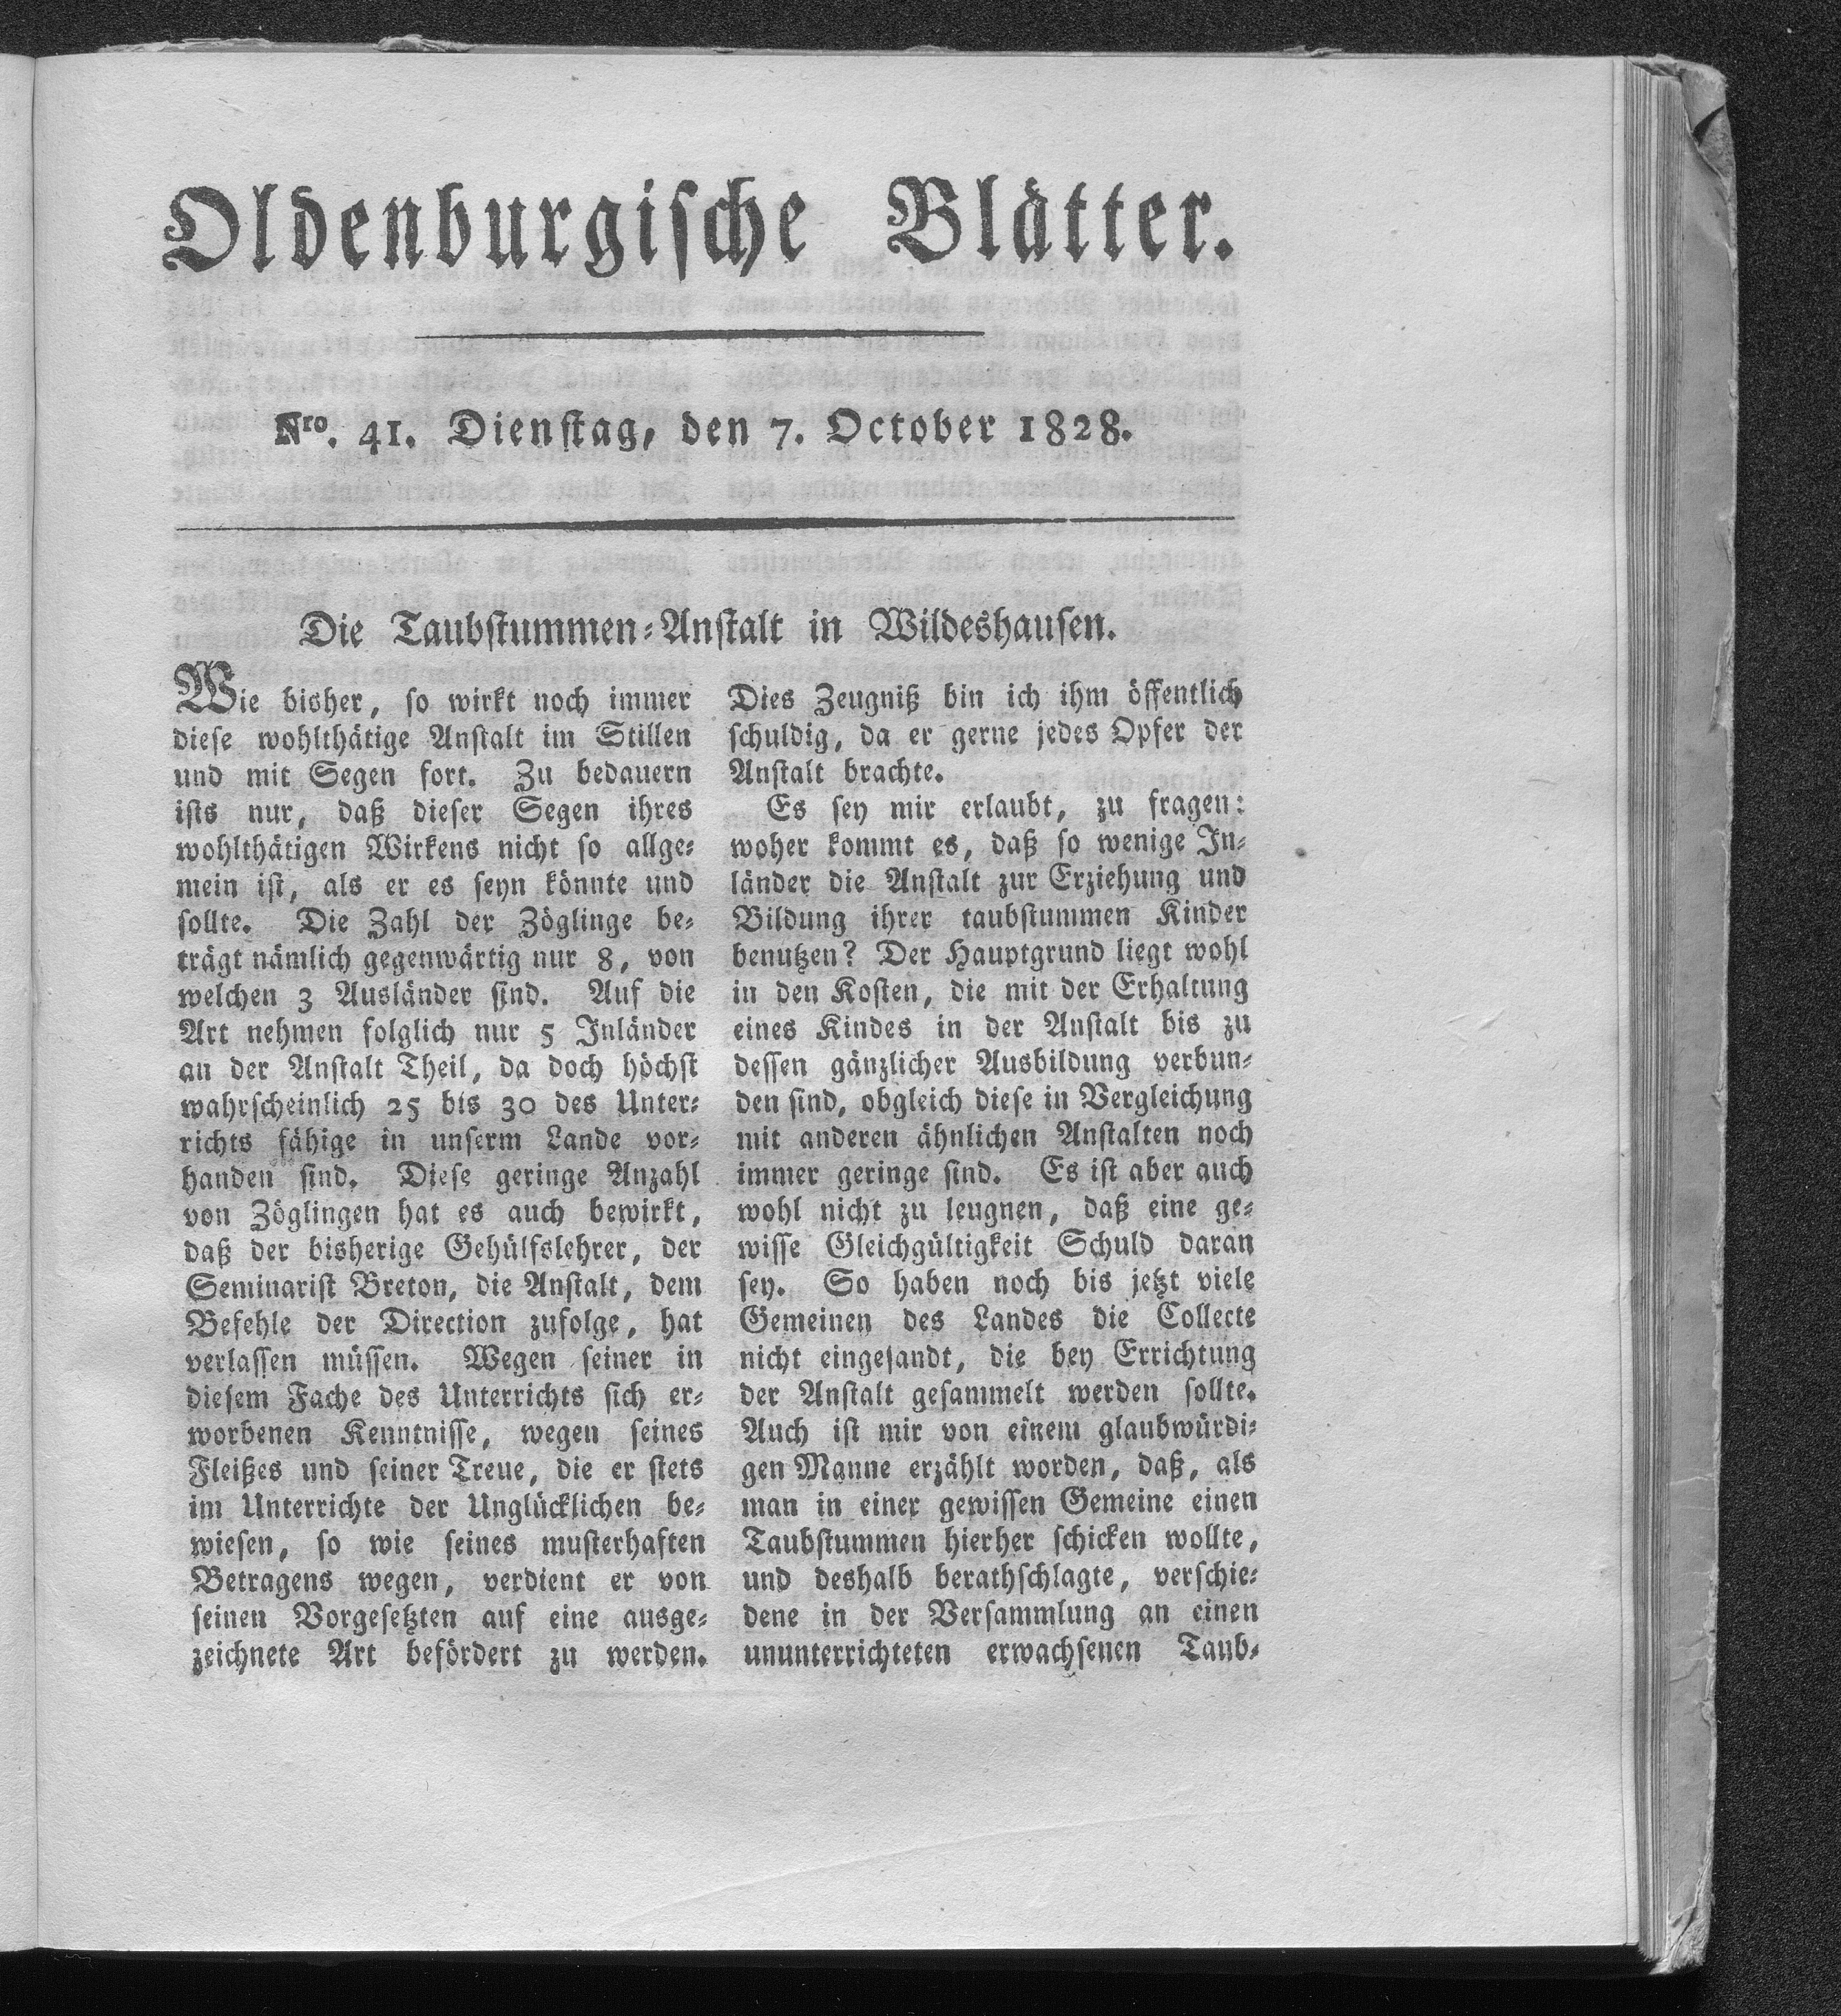 Oldenburgische Blätter.
Nro. 41. Dienstag, den 7. October 1828.
Die Taubstummen-Anstalt in Wildeshausen.
Wie bisher, so wirkt noch immer
diese wohlthätige Anstalt im Stillen
und mit Segen fort. Zu bedauern
ists nur, daß dieser Segen ihres
wohlthätigen Wirkens nicht so allge-
mein ist, als er es seyn könnte und
sollte. Die Zahl der Zöglinge be-
trägt nämlich gegenwärtig nur 8, von
welchen 3 Ausländer sind. Auf die
Art nehmen folglich nur 5 Inländer
an der Anstalt Theil, da doch höchst
wahrscheinlich 25 bis 30 des Unter-
richts fähige in unserm Lande vor-
handen sind. Diese geringe Anzahl
von Zöglingen hat es auch bewirkt,
daß der bisherige Gehülfslehrer, der
Seminarist Breton, die Anstalt, dem
Befehle der Direction zufolge, hat
verlassen müssen. Wegen seiner in
diesem Fache des Unterrichts sich er-
worbenen Kenntnisse, wegen seines
Fleißes und seiner Treue, die er stets
im Unterrichte der Unglücklichen be-
wiesen, so wie seines musterhaften
Betragens wegen, verdient er von
seinen Vorgesetzten auf eine ausge-
zeichnete Art befördert zu werden.
Dies Zeugniß bin ich ihm öffentlich
schuldig, da er gerne jedes Opfer der
Anstalt brachte.
Es sey mir erlaubt, zu fragen:
woher kommt es, daß so wenige In-
länder die Anstalt zur Erziehung und
Bildung ihrer taubstummen Kinder
benutzen? Der Hauptgrund liegt wohl
in den Kosten, die mit der Erhaltung
eines Kindes in der Anstalt bis zu
dessen gänzlicher Ausbildung verbun-
den sind, obgleich diese in Vergleichung
mit anderen ähnlichen Anstalten noch
immer geringe sind. Es ist aber auch
wohl nicht zu leugnen, daß eine ge-
wisse Gleichgültigkeit Schuld daran
sey. So haben noch bis jetzt viele
Gemeinen des Landes die Collecte
nicht eingesandt, die bey Errichtung
der Anstalt gesammelt werden sollte.
Auch ist mir von einem glaubwürdi-
gen Manne erzählt worden, daß, als
man in einer gewissen Gemeine einen
Taubstummen hierher schicken wollte,
und deshalb berathschlagte, verschie-
dene in der Versammlung an einen
ununterrichteten erwachsenen Taub-